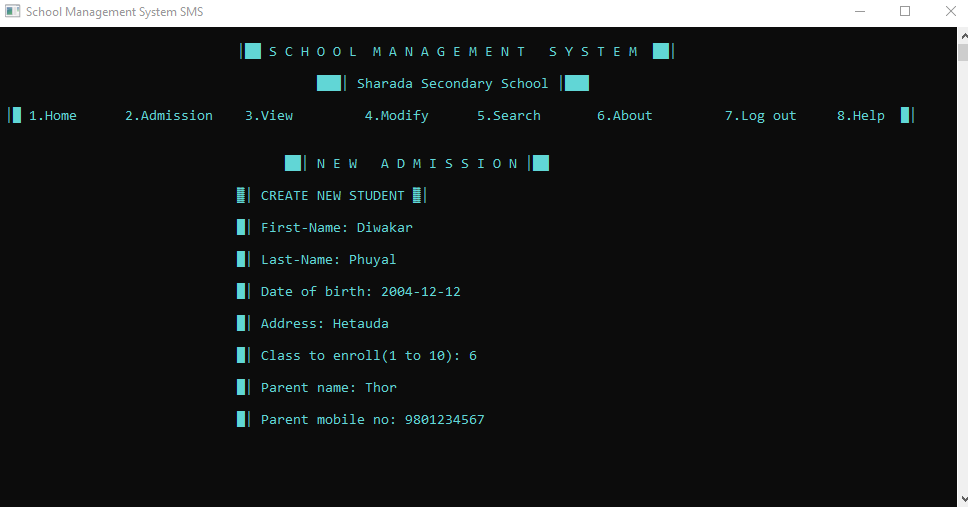 School Management System SMS
S C H O O L   M A N A G E M E N T   S Y S T E M
Sharada Secondary School
1.Home 2.Admission 3.View 4.Modify 5.Search 6.About 7.Log out 8.Help
N E W   A D M I S S I O N
CREATE NEW STUDENT
First-Name: Diwakar
Last-Name: Phuyal
Date of birth: 2004-12-12
Address: Hetauda
Class to enroll(1 to 10): 6
Parent name: Thor
Parent mobile no: 9801234567